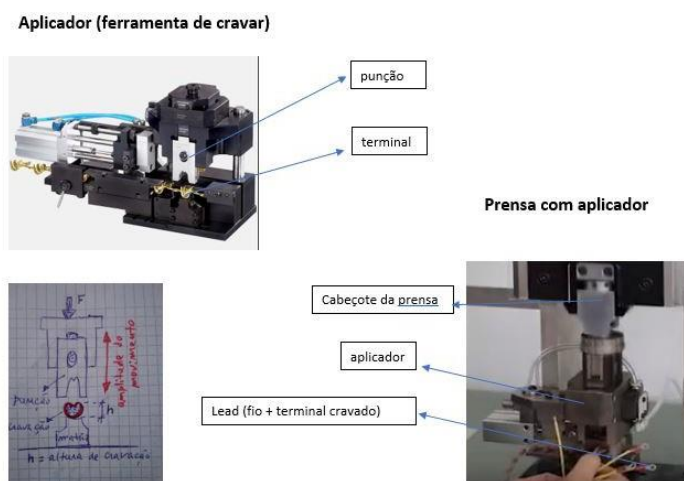 Aplicador (ferramenta de cravar)
punção
terminal
Prensa com aplicador
Cabeçote da prensa
aplicador
Lead (fio + terminal cravado)
F
amplitude do
movimento
punção
h
cravação
matriz
h = altura de cravação